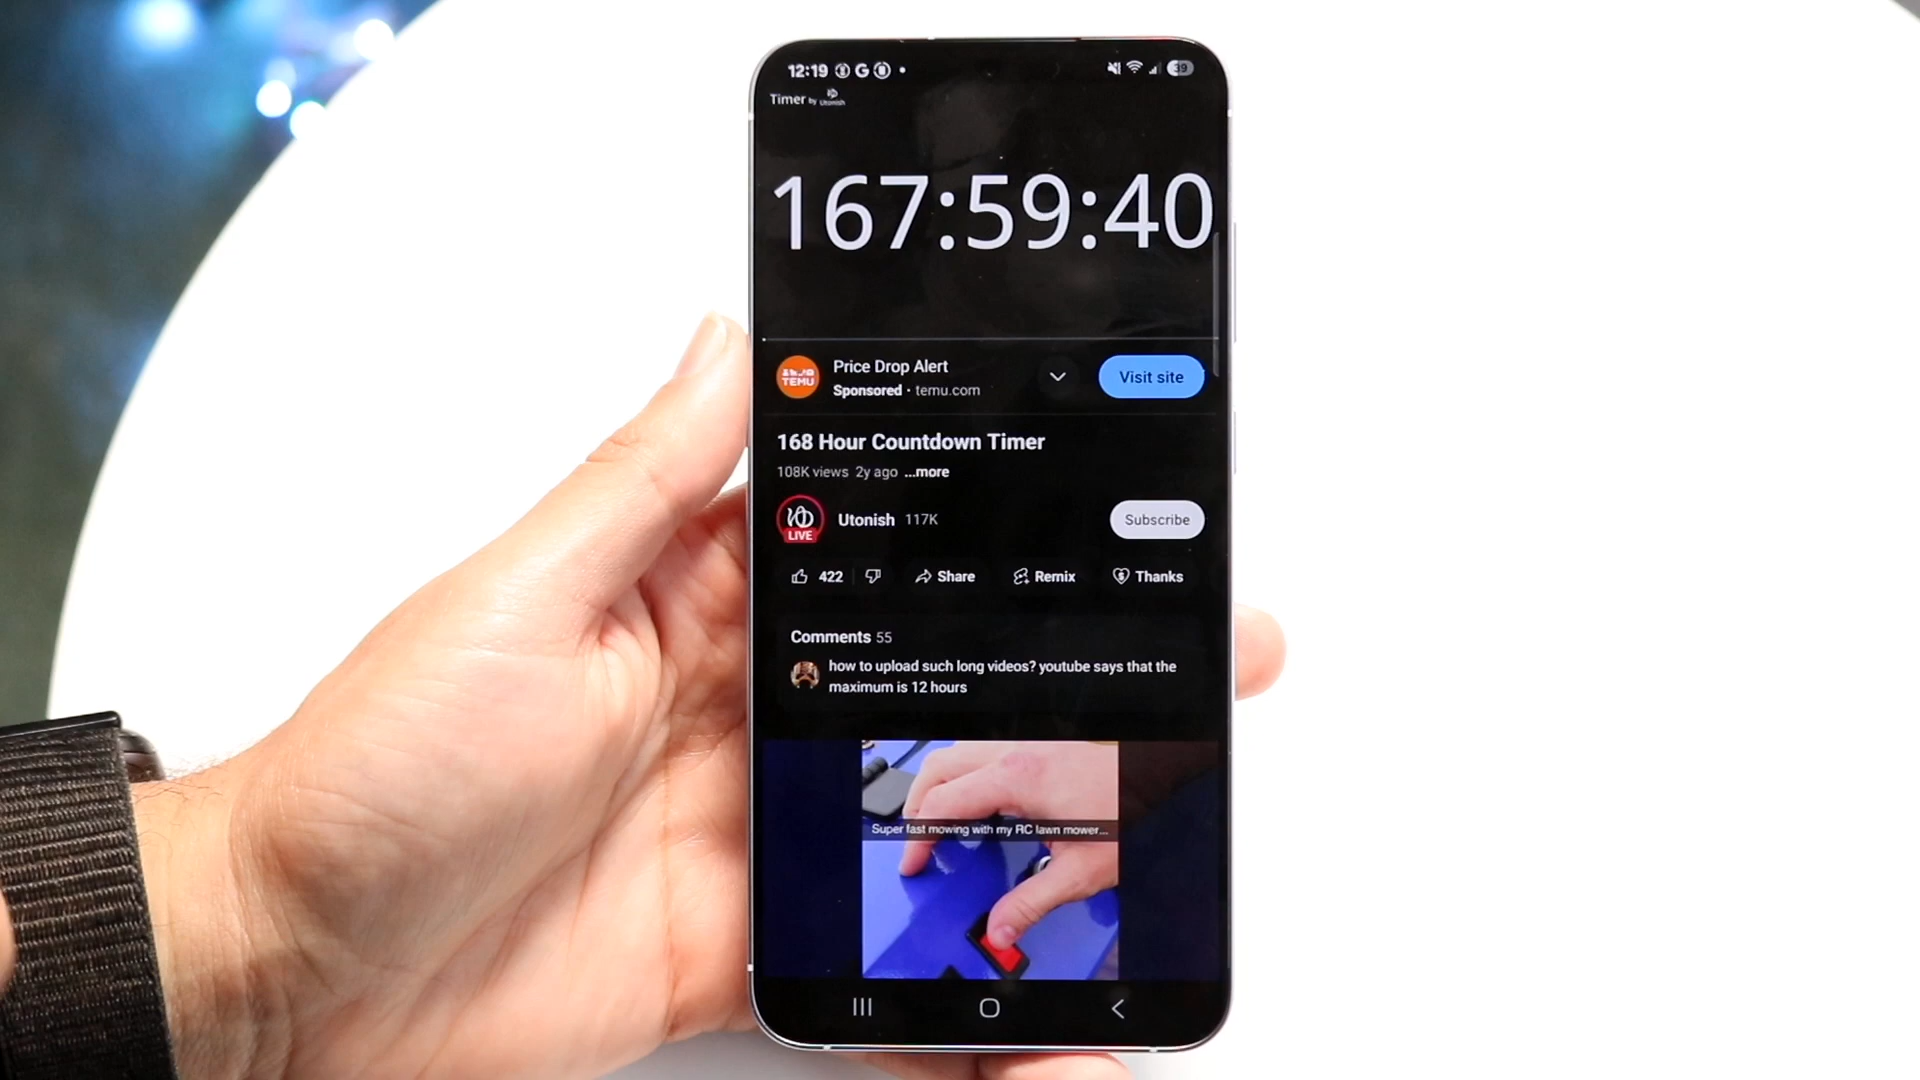 12:19
39
Timer by Utonish
167:59:40
TEMU
Price Drop Alert
Sponsored · temu.com
Visit site
168 Hour Countdown Timer
108K views 2y ago ...more
LIVE
Utonish 117K
Subscribe
422
Share
Remix
Thanks
Comments 55
how to upload such long videos? youtube says that the
maximum is 12 hours
Super fast mowing with my RC lawn mower...